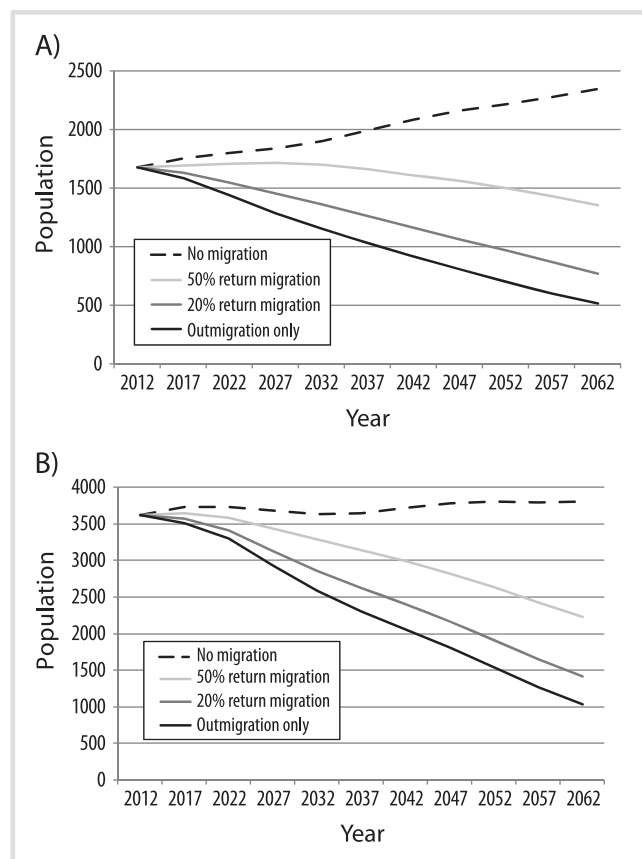 A)
2500
2000
1500
1000
500
0
Population
No migration
50% return migration
20% return migration
Outmigration only
2012 2017 2022 2027 2032 2037 2042 2047 2052 2057 2062
Year
B)
4000
3500
3000
2500
2000
1500
1000
500
0
Population
No migration
50% return migration
20% return migration
Outmigration only
2012 2017 2022 2027 2032 2037 2042 2047 2052 2057 2062
Year